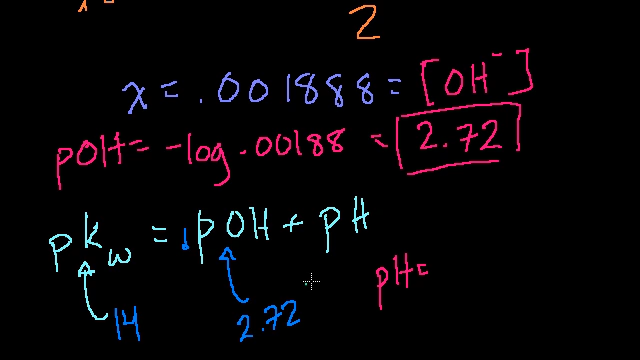 2
x = .001888 = [OH⁻]
pOH = -log .00188 = 2.72
pKw = pOH + pH
pH=
14
2.72